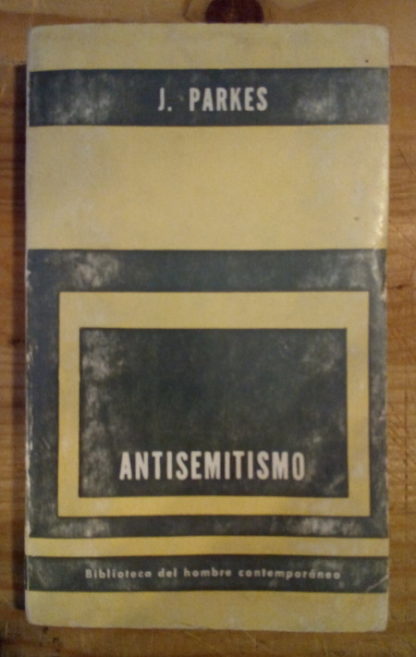 J. PARKES
ANTISEMITISMO
Biblioteca del hombre contemporáneo